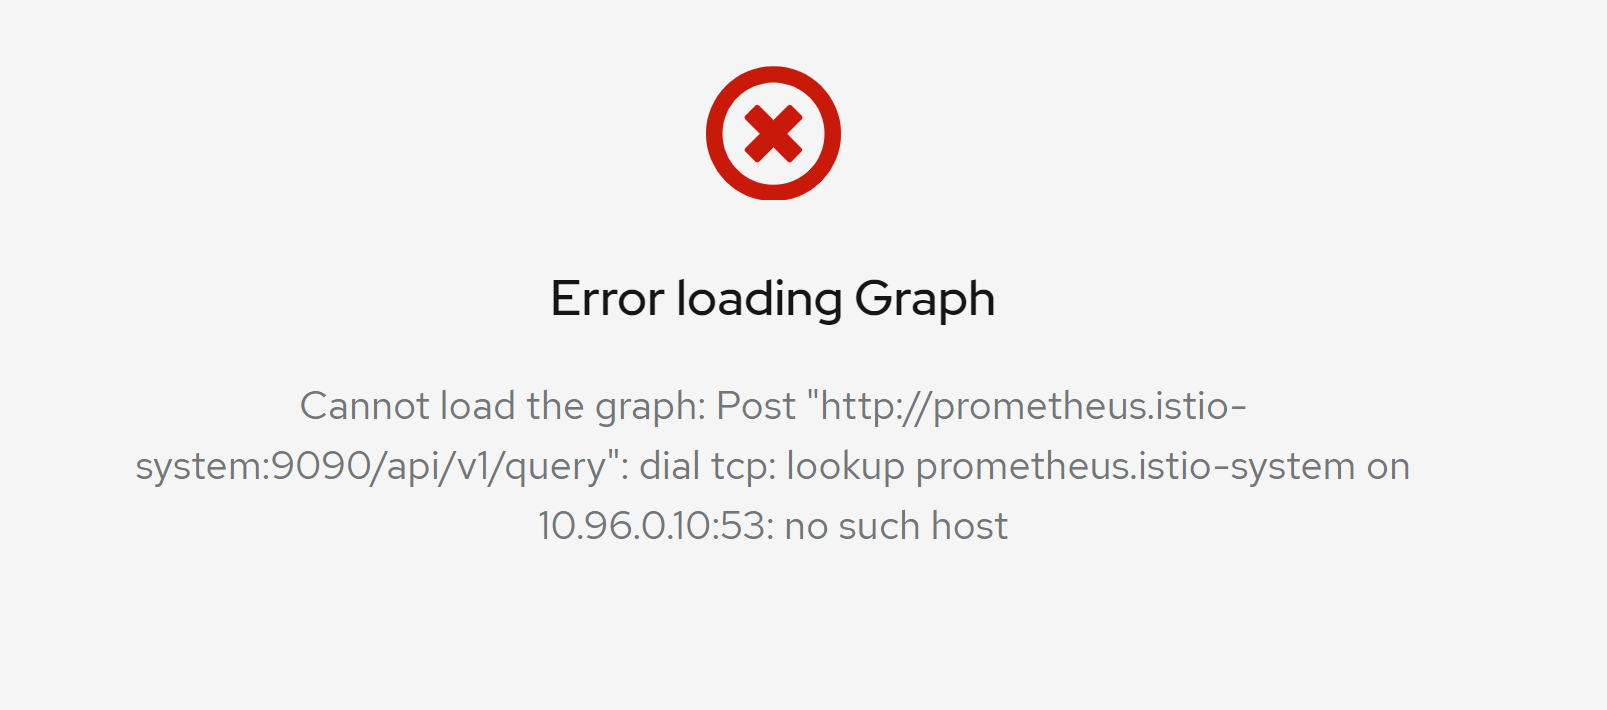 Error loading Graph
Cannot load the graph: Post "http://prometheus.istio-
system:9090/api/v1/query": dial tcp: lookup prometheus.istio-system on
10.96.0.10:53: no such host